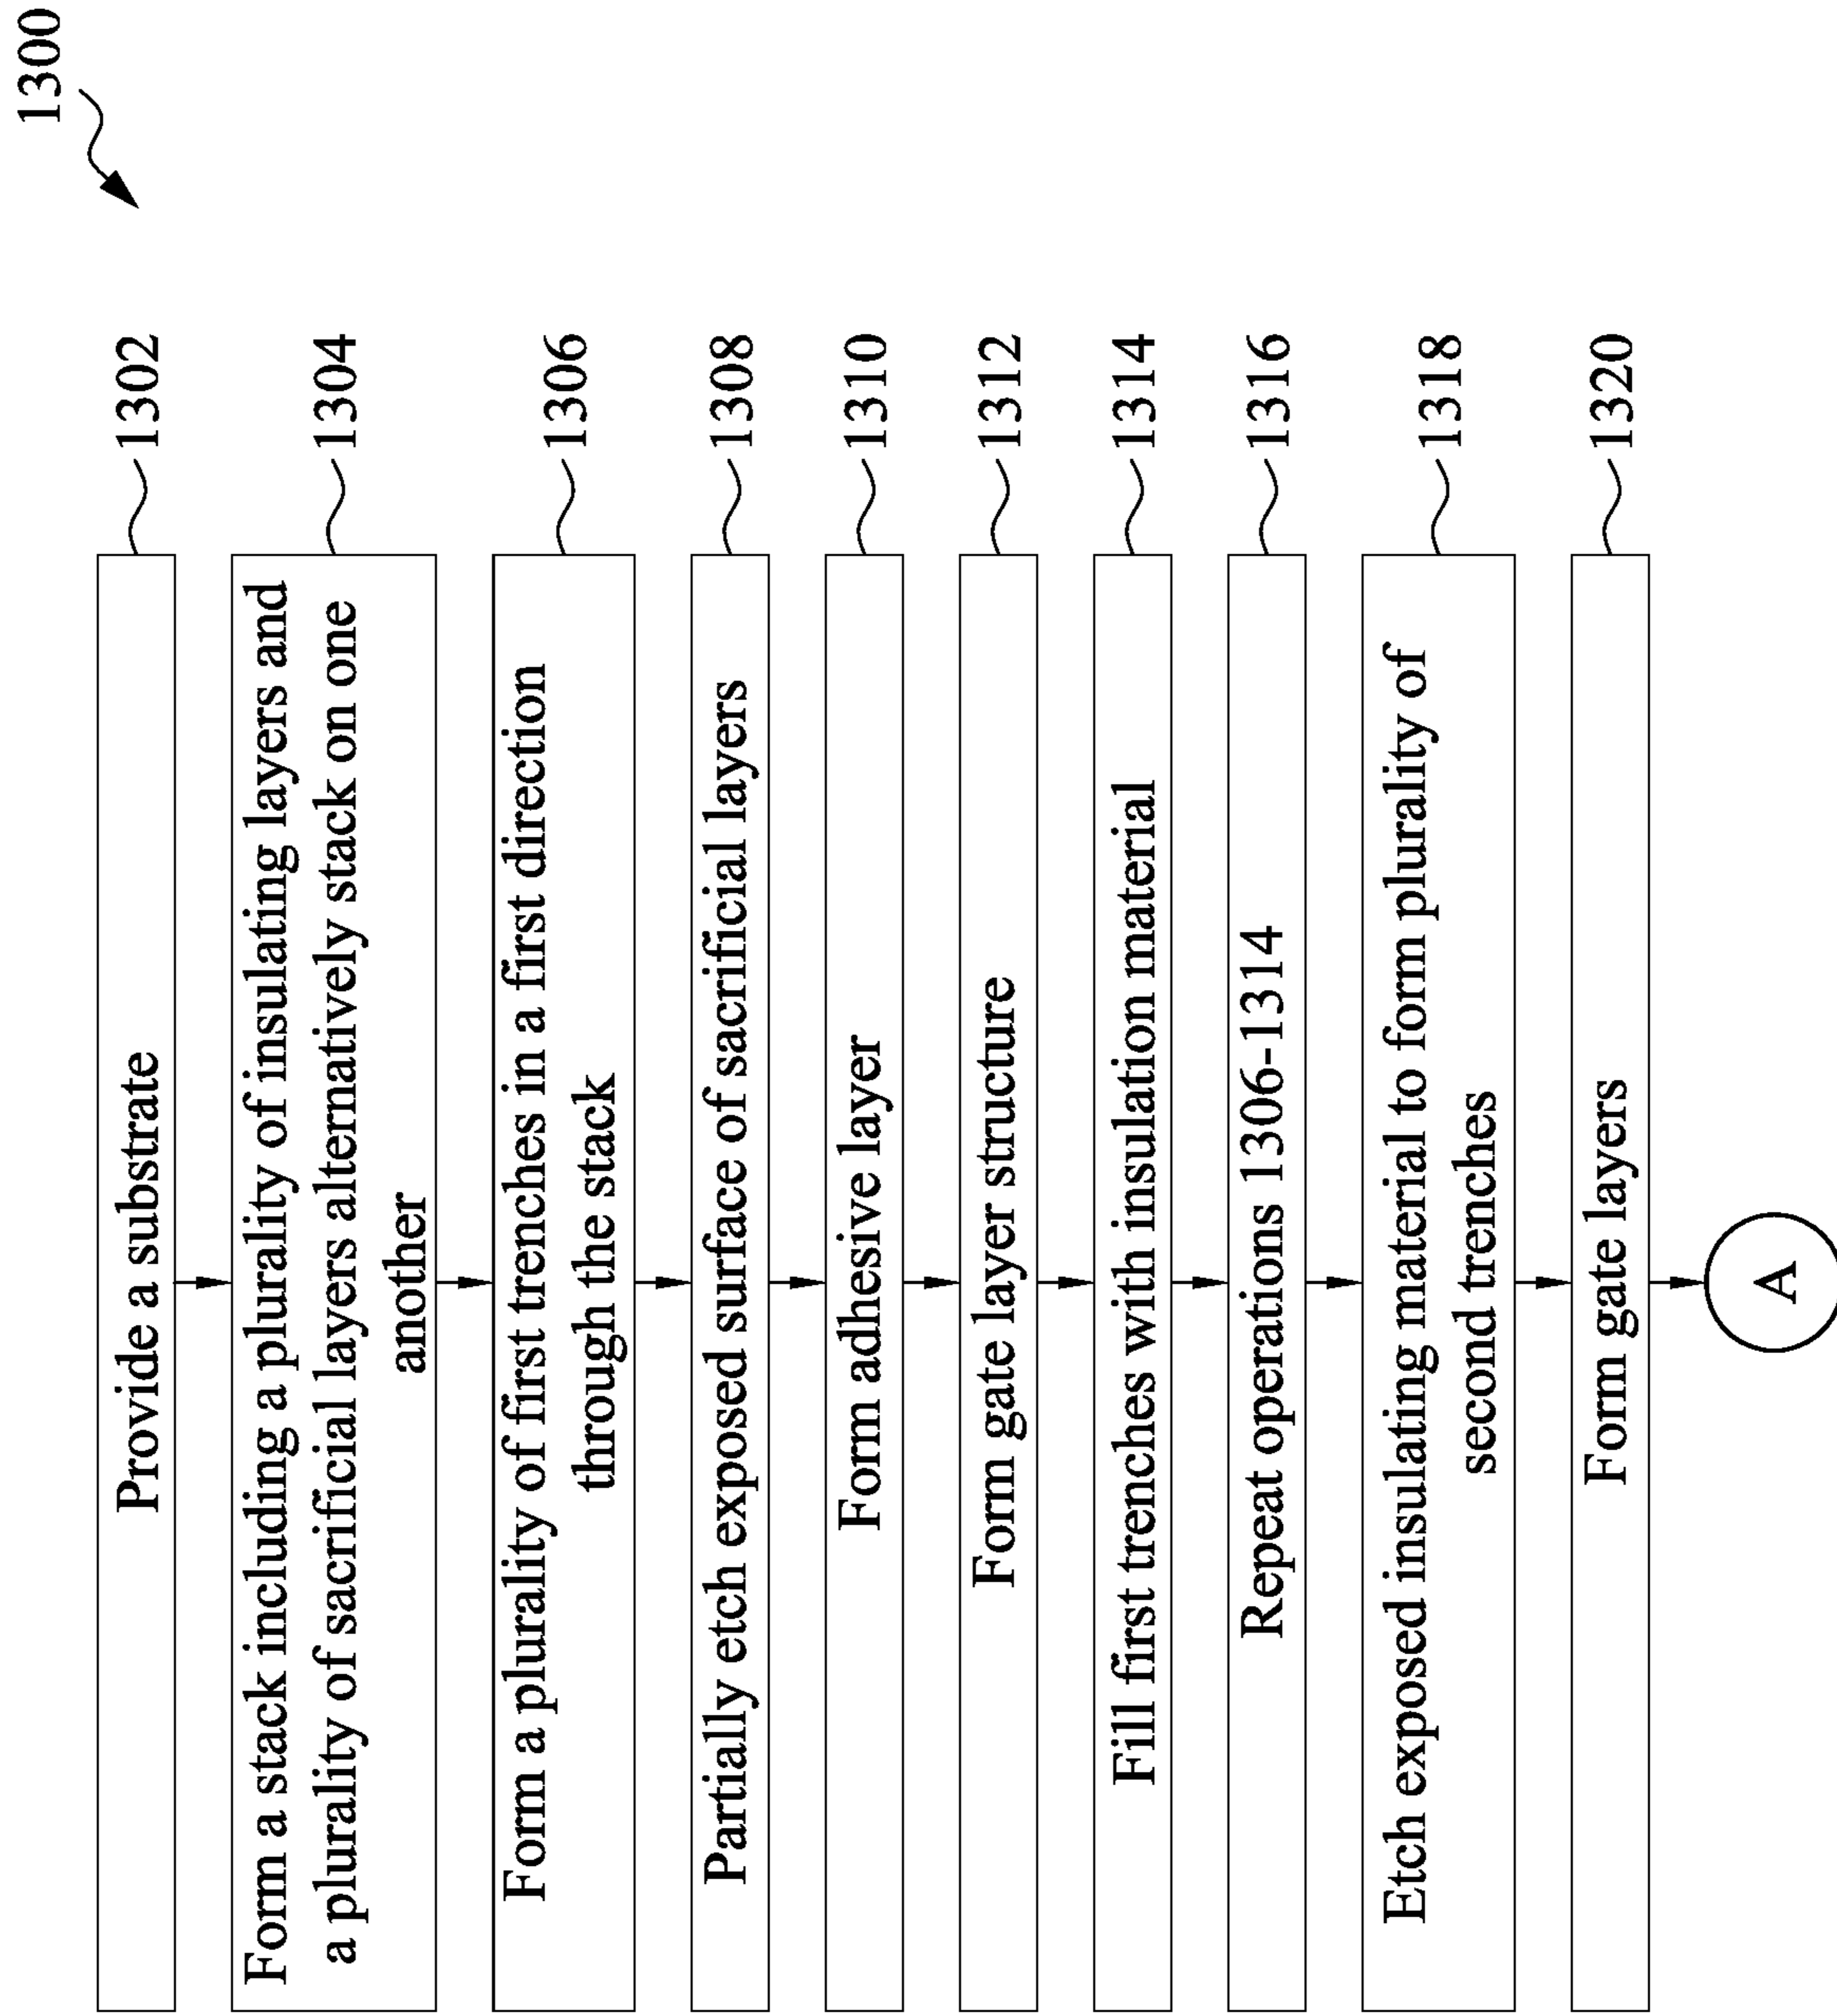 1300
Provide a substrate
1302
Form a stack including a plurality of insulating layers and
a plurality of sacrificial layers alternatively stack on one
another
1304
Form a plurality of first trenches in a first direction
through the stack
1306
Partially etch exposed surface of sacrificial layers
1308
Form adhesive layer
1310
Form gate layer structure
1312
Fill first trenches with insulation material
1314
Repeat operations 1306-1314
1316
Etch exposed insulating material to form plurality of
second trenches
1318
Form gate layers
1320
A